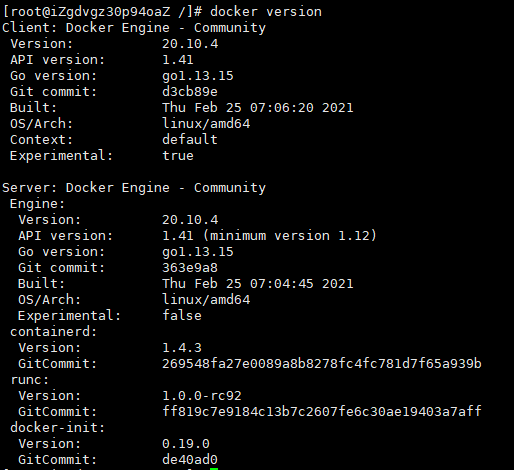 [root@iZgdvgz30p94oaZ /]# docker version
Client: Docker Engine - Community
 Version:           20.10.4
 API version:       1.41
 Go version:        go1.13.15
 Git commit:        d3cb89e
 Built:             Thu Feb 25 07:06:20 2021
 OS/Arch:           linux/amd64
 Context:           default
 Experimental:      true

Server: Docker Engine - Community
 Engine:
  Version:          20.10.4
  API version:      1.41 (minimum version 1.12)
  Go version:       go1.13.15
  Git commit:       363e9a8
  Built:            Thu Feb 25 07:04:45 2021
  OS/Arch:          linux/amd64
  Experimental:     false
 containerd:
  Version:          1.4.3
  GitCommit:        269548fa27e0089a8b8278fc4fc781d7f65a939b
 runc:
  Version:          1.0.0-rc92
  GitCommit:        ff819c7e9184c13b7c2607fe6c30ae19403a7aff
 docker-init:
  Version:          0.19.0
  GitCommit:        de40ad0